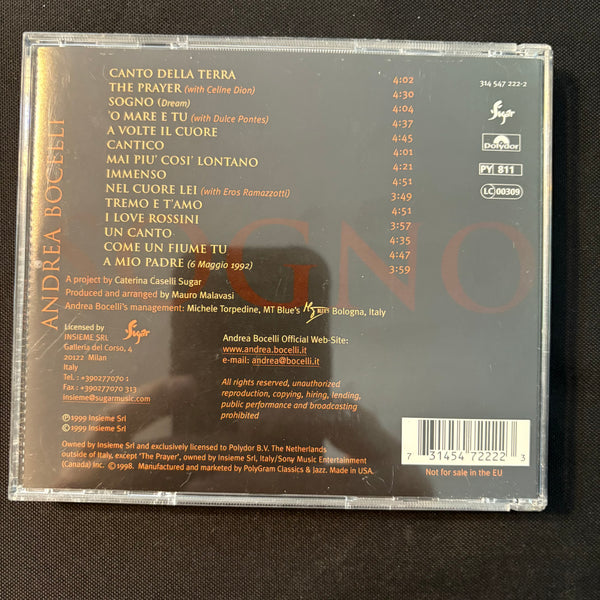 CANTO DELLA TERRA 4:02
THE PRAYER (with Celine Dion) 4:30
SOGNO (Dream) 4:04
'O MARE E TU (with Dulce Pontes) 4:37
A VOLTE IL CUORE 4:45
CANTICO 4:01
MAI PIU' COSI' LONTANO 4:21
IMMENSO 4:51
NEL CUORE LEI (with Eros Ramazzotti) 3:49
TREMO E T'AMO 4:51
I LOVE ROSSINI 3:57
UN CANTO 4:35
COME UN FIUME TU 4:47
A MIO PADRE (6 Maggio 1992) 3:59
314 547 222-2
Sugar
Polydor
PY 811
LC 00309
ANDREA BOCELLI
SOGNO
A project by Caterina Caselli Sugar
Produced and arranged by Mauro Malavasi
Andrea Bocelli's management: Michele Torpedine, MT Blue's Bologna, Italy
Licensed by
INSIEME SRL
Galleria del Corso, 4
20122 Milan
Italy
Tel. : +390277070 1
Fax : +390277070 313
insieme@sugarmusic.com
Sugar
Andrea Bocelli Official Web-Site:
www.andrea.bocelli.it
e-mail: andrea@bocelli.it
All rights reserved, unauthorized
reproduction, copying, hiring, lending,
public performance and broadcasting
prohibited
℗ 1999 Insieme Srl
© 1999 Insieme Srl
Owned by Insieme Srl and exclusively licensed to Polydor B.V. The Netherlands
outside of Italy, except 'The Prayer', owned by Insieme Srl, Italy/Sony Music Entertainment
(Canada) Inc. ©1998. Manufactured and marketed by PolyGram Classics & Jazz. Made in USA.
7 31454 72222 3
Not for sale in the EU